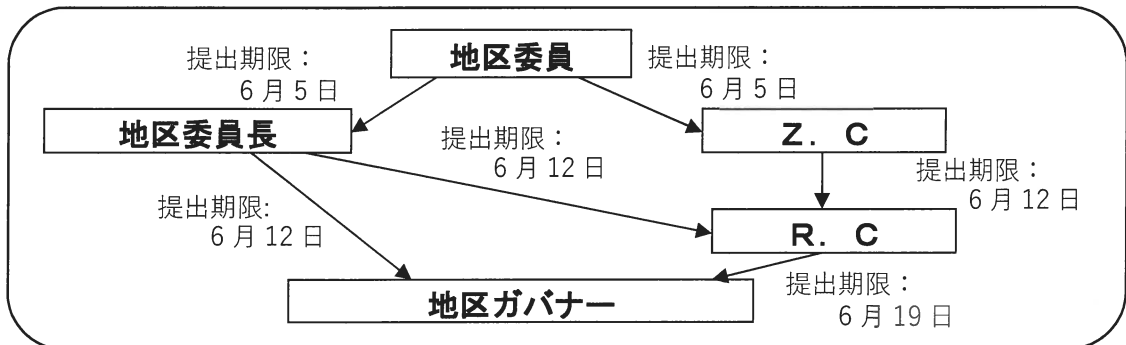 地区委員
提出期限：
6月5日
提出期限：
6月5日
地区委員長
Z．C
提出期限：
6月12日
提出期限：
6月12日
提出期限:
6月12日
R．C
地区ガバナー
提出期限：
6月19日